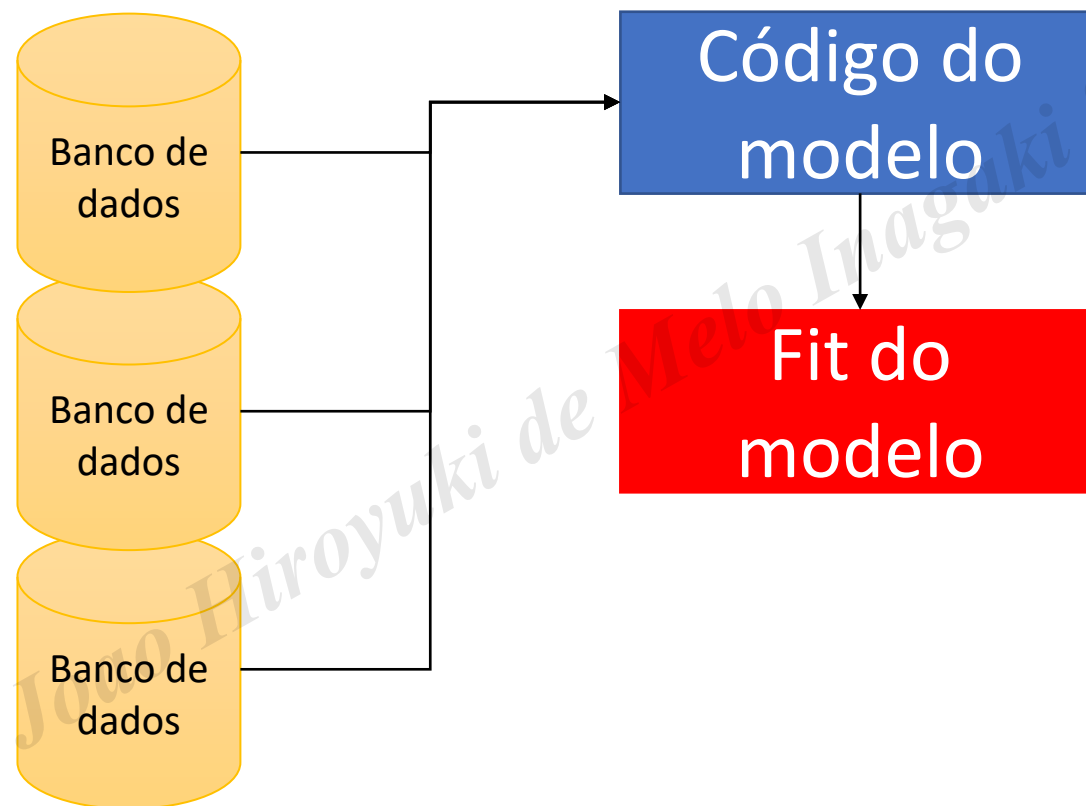 Banco de
dados
Código do
modelo
Banco de
dados
Fit do
modelo
Banco de
dados
Joao Hiroyuki de Melo Inagaki